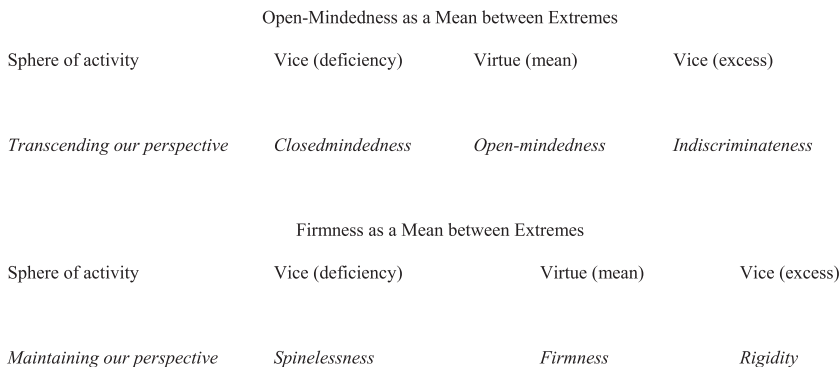 Open-Mindedness as a Mean between Extremes
Sphere of activity Vice (deficiency) Virtue (mean) Vice (excess)
Transcending our perspective Closedmindedness Open-mindedness Indiscriminateness
Firmness as a Mean between Extremes
Sphere of activity Vice (deficiency) Virtue (mean) Vice (excess)
Maintaining our perspective Spinelessness Firmness Rigidity